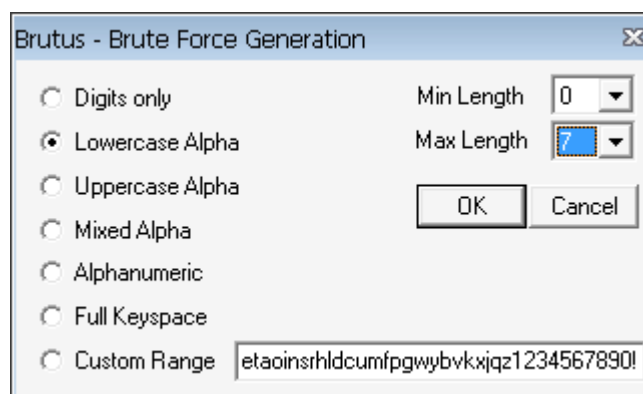 Brutus - Brute Force Generation
Digits only
Min Length 0
Lowercase Alpha
Max Length 7
Uppercase Alpha
OK Cancel
Mixed Alpha
Alphanumeric
Full Keyspace
Custom Range etaoinsrhldcumfpgwybvkxjqz1234567890!